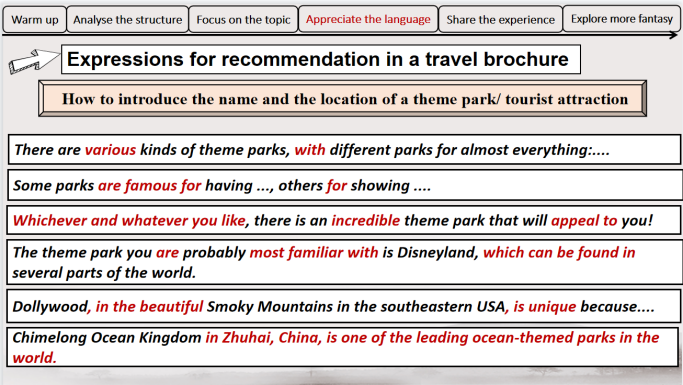 Warm up
Analyse the structure
Focus on the topic
Appreciate the language
Share the experience
Explore more fantasy
Expressions for recommendation in a travel brochure
How to introduce the name and the location of a theme park/ tourist attraction
There are various kinds of theme parks, with different parks for almost everything:....
Some parks are famous for having ..., others for showing ....
Whichever and whatever you like, there is an incredible theme park that will appeal to you!
The theme park you are probably most familiar with is Disneyland, which can be found in
several parts of the world.
Dollywood, in the beautiful Smoky Mountains in the southeastern USA, is unique because....
Chimelong Ocean Kingdom in Zhuhai, China, is one of the leading ocean-themed parks in the
world.